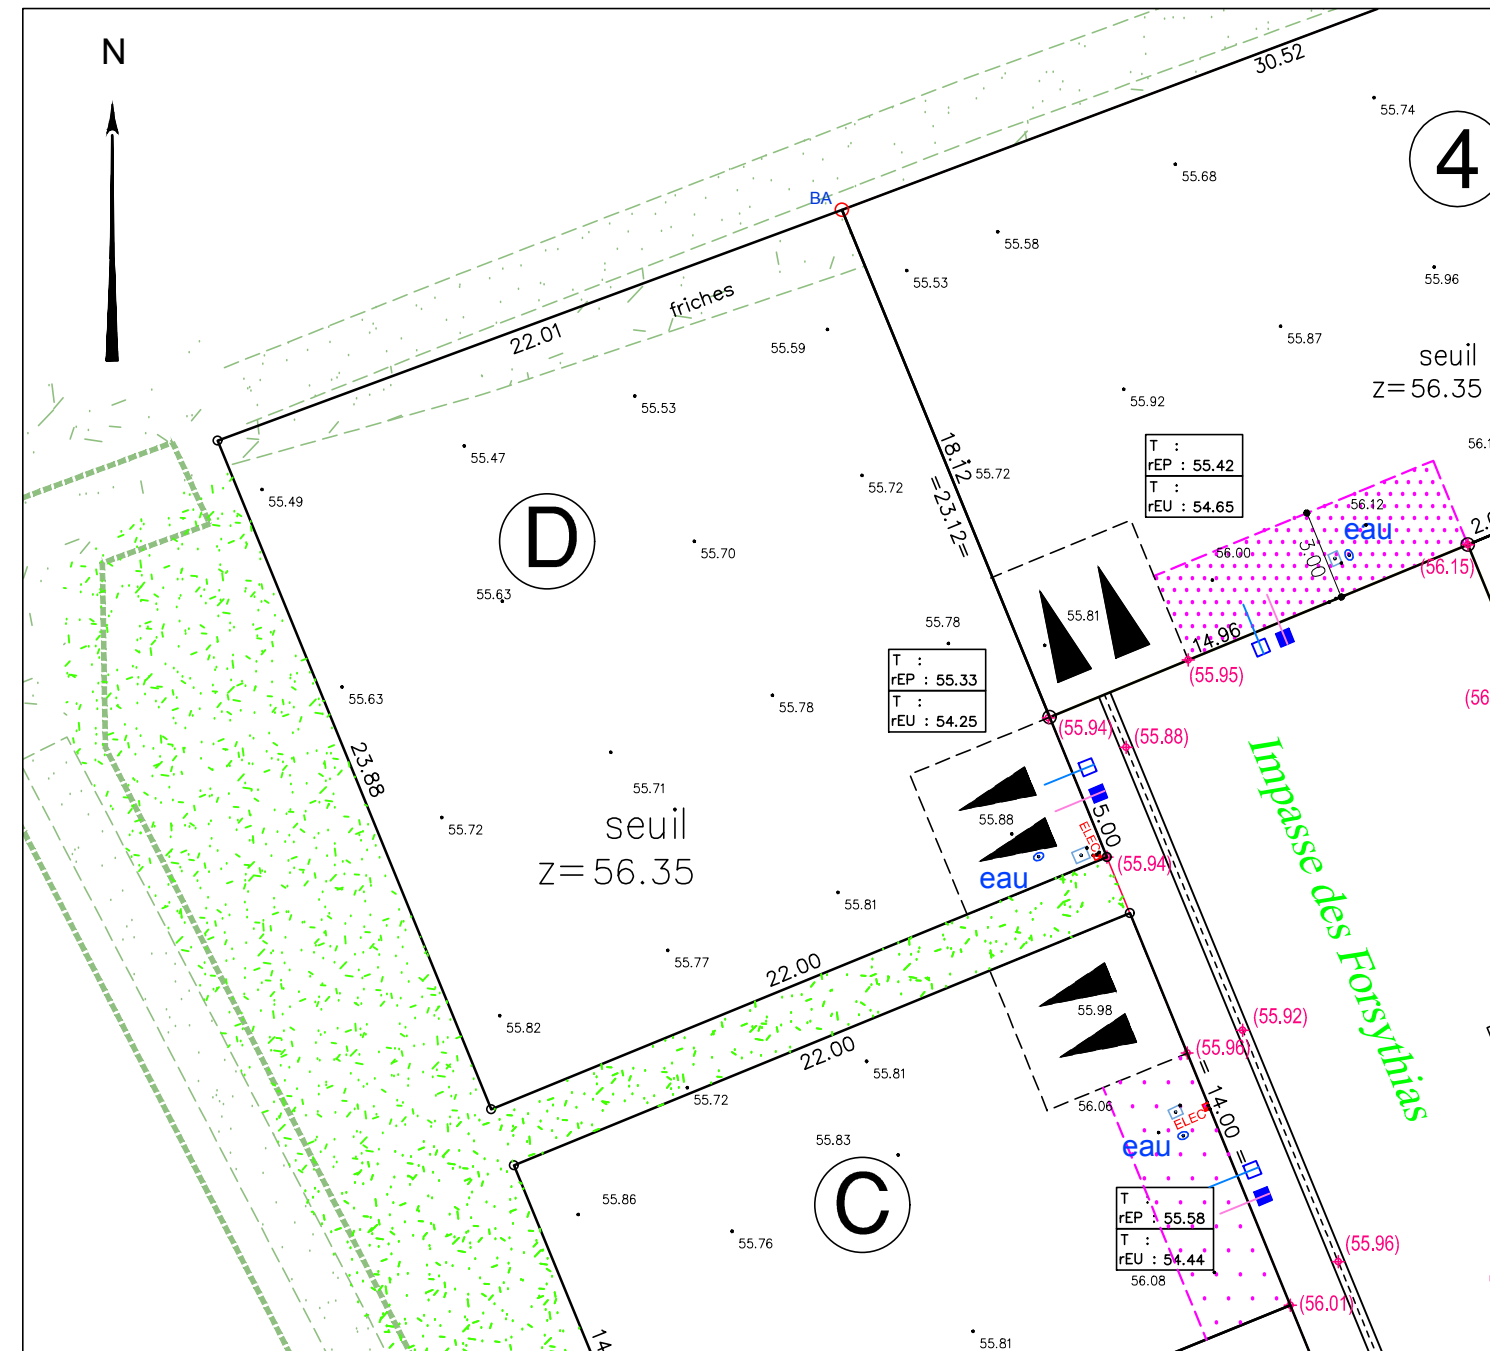 N
30.52
55.74
4
BA
55.68
55.58
55.53
55.96
friches
22.01
55.59
55.87
seuil
z=56.35
55.53
55.92
55.47
18.12
=23.12=
55.72
T :
rEP : 55.42
T :
rEU : 54.65
55.49
55.72
56.12
eau
D
55.70
56.00
3.00
(56.15)
55.63
55.81
55.78
14.96
T :
rEP : 55.33
T :
rEU : 54.25
(55.95)
55.63
55.78
(55.94)
(55.88)
Impasse des Forsythias
23.88
55.71
55.88
5.00
55.72
seuil
z=56.35
ELEC
(55.94)
eau
55.81
22.00
55.77
55.98
55.82
(55.92)
22.00
(55.96)
55.81
55.72
56.06
= 14.00 =
ELEC
eau
55.83
C
55.86
T :
rEP : 55.58
T :
rEU : 54.44
55.76
(55.96)
56.08
(56.01)
55.81